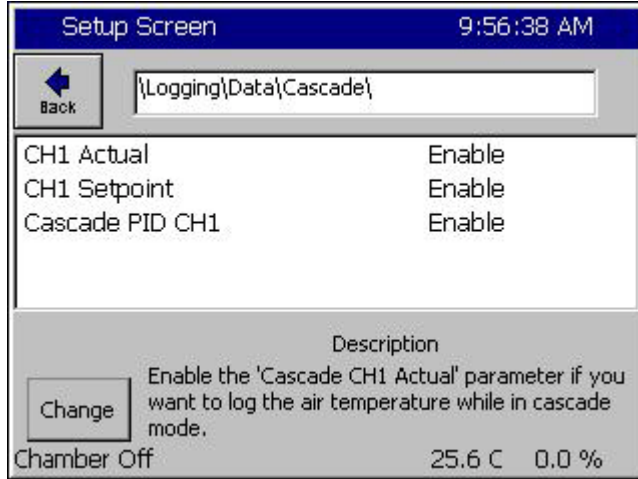 Setup Screen 9:56:38 AM
Back
\Logging\Data\Cascade\
CH1 Actual Enable
CH1 Setpoint Enable
Cascade PID CH1 Enable
Description
Enable the 'Cascade CH1 Actual' parameter if you
want to log the air temperature while in cascade
mode.
Change
Chamber Off 25.6 C 0.0 %